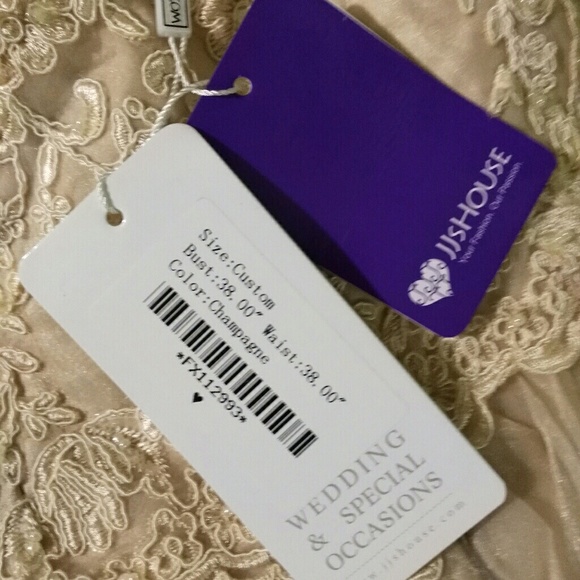 JJsHOUSE
Your Fashion. Our Passion.
Size:Custom
Bust:38.00" Waist:38.00"
Color:Champagne
*FX112993*
♥
WEDDING
& SPECIAL
OCCASIONS
jjshouse.com